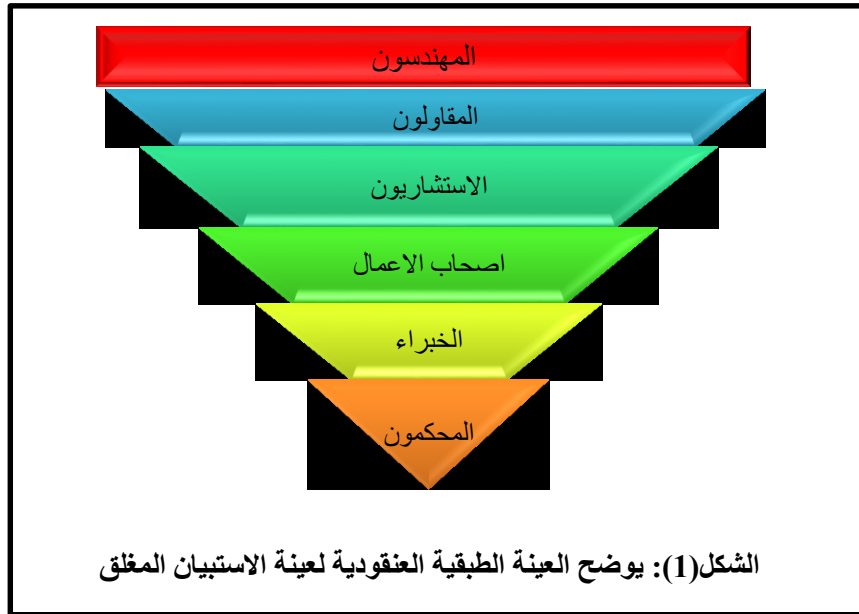 المهندسون
المقاولون
الاستشاريون
اصحاب الاعمال
الخبراء
المحكمون
الشكل(1): يوضح العينة الطبقية العنقودية لعينة الاستبيان المغلق